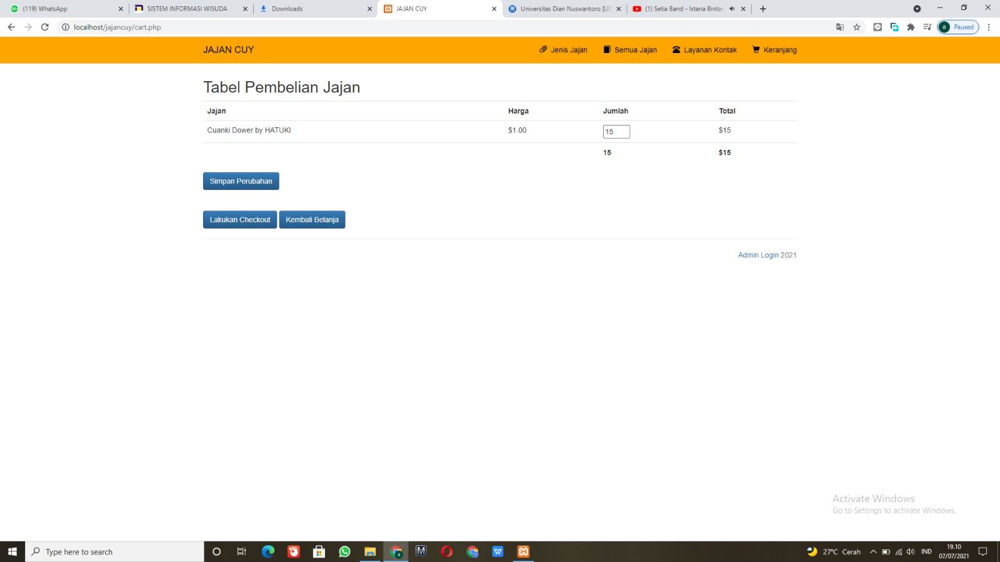 (119) WhatsApp
SISTEM INFORMASI WISUDA
Downloads
JAJAN CUY
Universitas Dian Nuswantoro [UD
(1) Setia Band - Istana Bintan
localhost/jajancuy/cart.php
a Paused
JAJAN CUY
Jenis Jajan
Semua Jajan
Layanan Kontak
Keranjang
Tabel Pembelian Jajan
Jajan Harga Jumlah Total
Cuanki Dower by HATUKI $1.00 15 $15
15 $15
Simpan Perubahan
Lakukan Checkout
Kembali Belanja
Admin Login 2021
Activate Windows
Go to Settings to activate Windows.
Type here to search
27°C Cerah
IND
19.10
07/07/2021